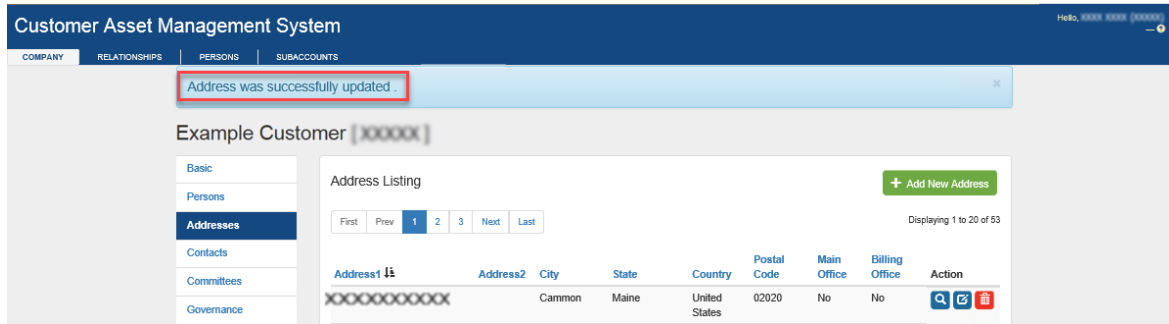 Customer Asset Management System
Hello,
COMPANY RELATIONSHIPS PERSONS SUBACCOUNTS
Address was successfully updated .
×
Example Customer
Basic
Persons
Addresses
Contacts
Committees
Governance
Address Listing
+ Add New Address
First Prev 1 2 3 Next Last
Displaying 1 to 20 of 53
Address1 Address2 City State Country Postal Code Main Office Billing Office Action
Cammon Maine United States 02020 No No